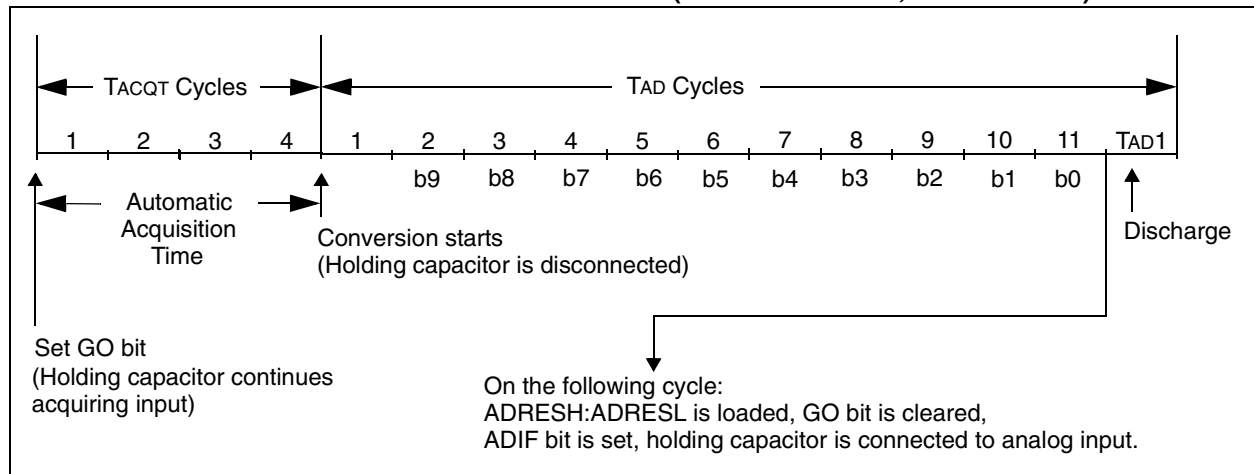 TACQT Cycles
TAD Cycles
1 2 3 4 1 2 3 4 5 6 7 8 9 10 11 TAD1
b9 b8 b7 b6 b5 b4 b3 b2 b1 b0
Automatic
Acquisition
Time
Conversion starts
(Holding capacitor is disconnected)
Discharge
Set GO bit
(Holding capacitor continues
acquiring input)
On the following cycle:
ADRESH:ADRESL is loaded, GO bit is cleared,
ADIF bit is set, holding capacitor is connected to analog input.